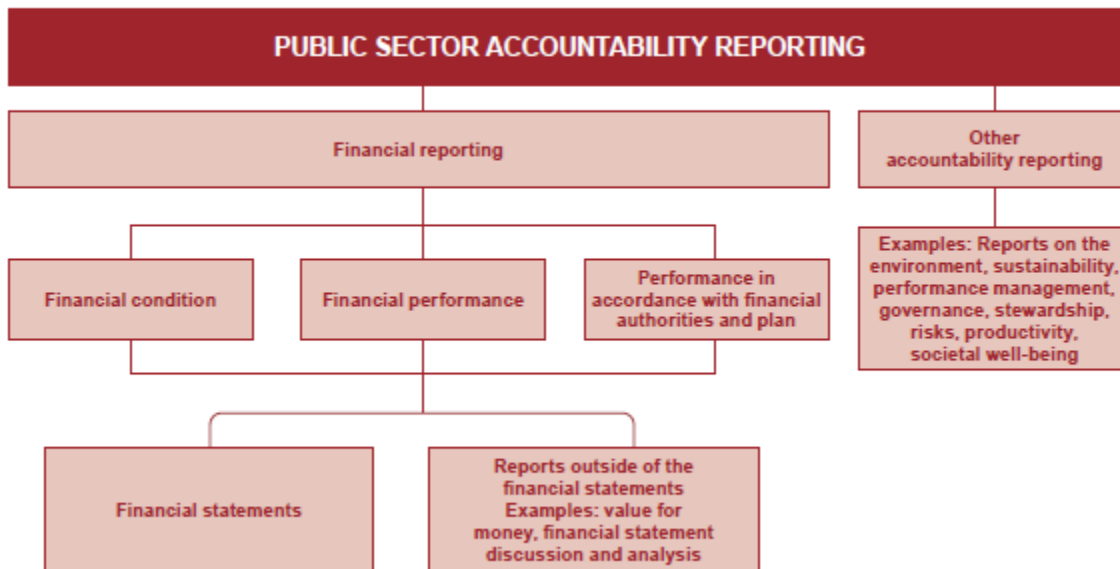 PUBLIC SECTOR ACCOUNTABILITY REPORTING
Financial reporting
Other
accountability reporting
Financial condition
Financial performance
Performance in
accordance with financial
authorities and plan
Examples: Reports on the
environment, sustainability,
performance management,
governance, stewardship,
risks, productivity,
societal well-being
Financial statements
Reports outside of the
financial statements
Examples: value for
money, financial statement
discussion and analysis